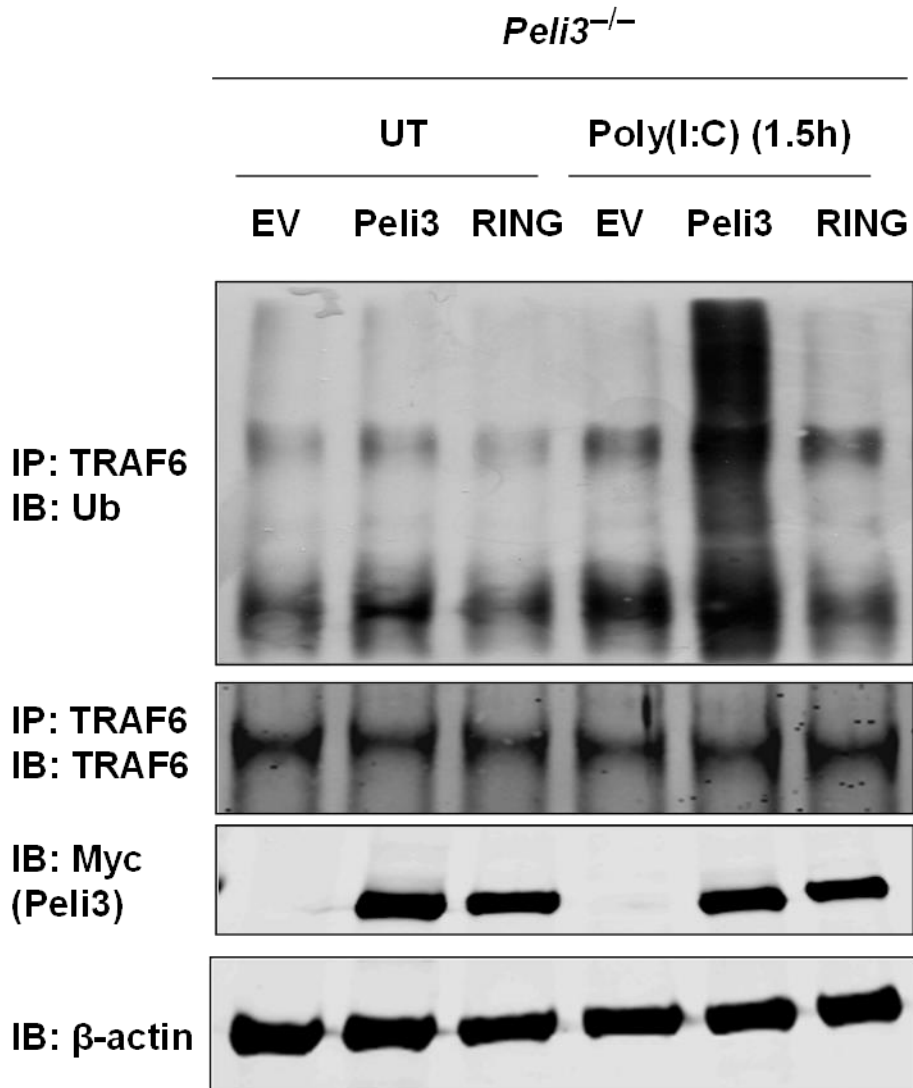 Peli3–/–
UT Poly(I:C) (1.5h)
EV Peli3 RING EV Peli3 RING
IP: TRAF6
IB: Ub
IP: TRAF6
IB: TRAF6
IB: Myc
(Peli3)
IB: β-actin